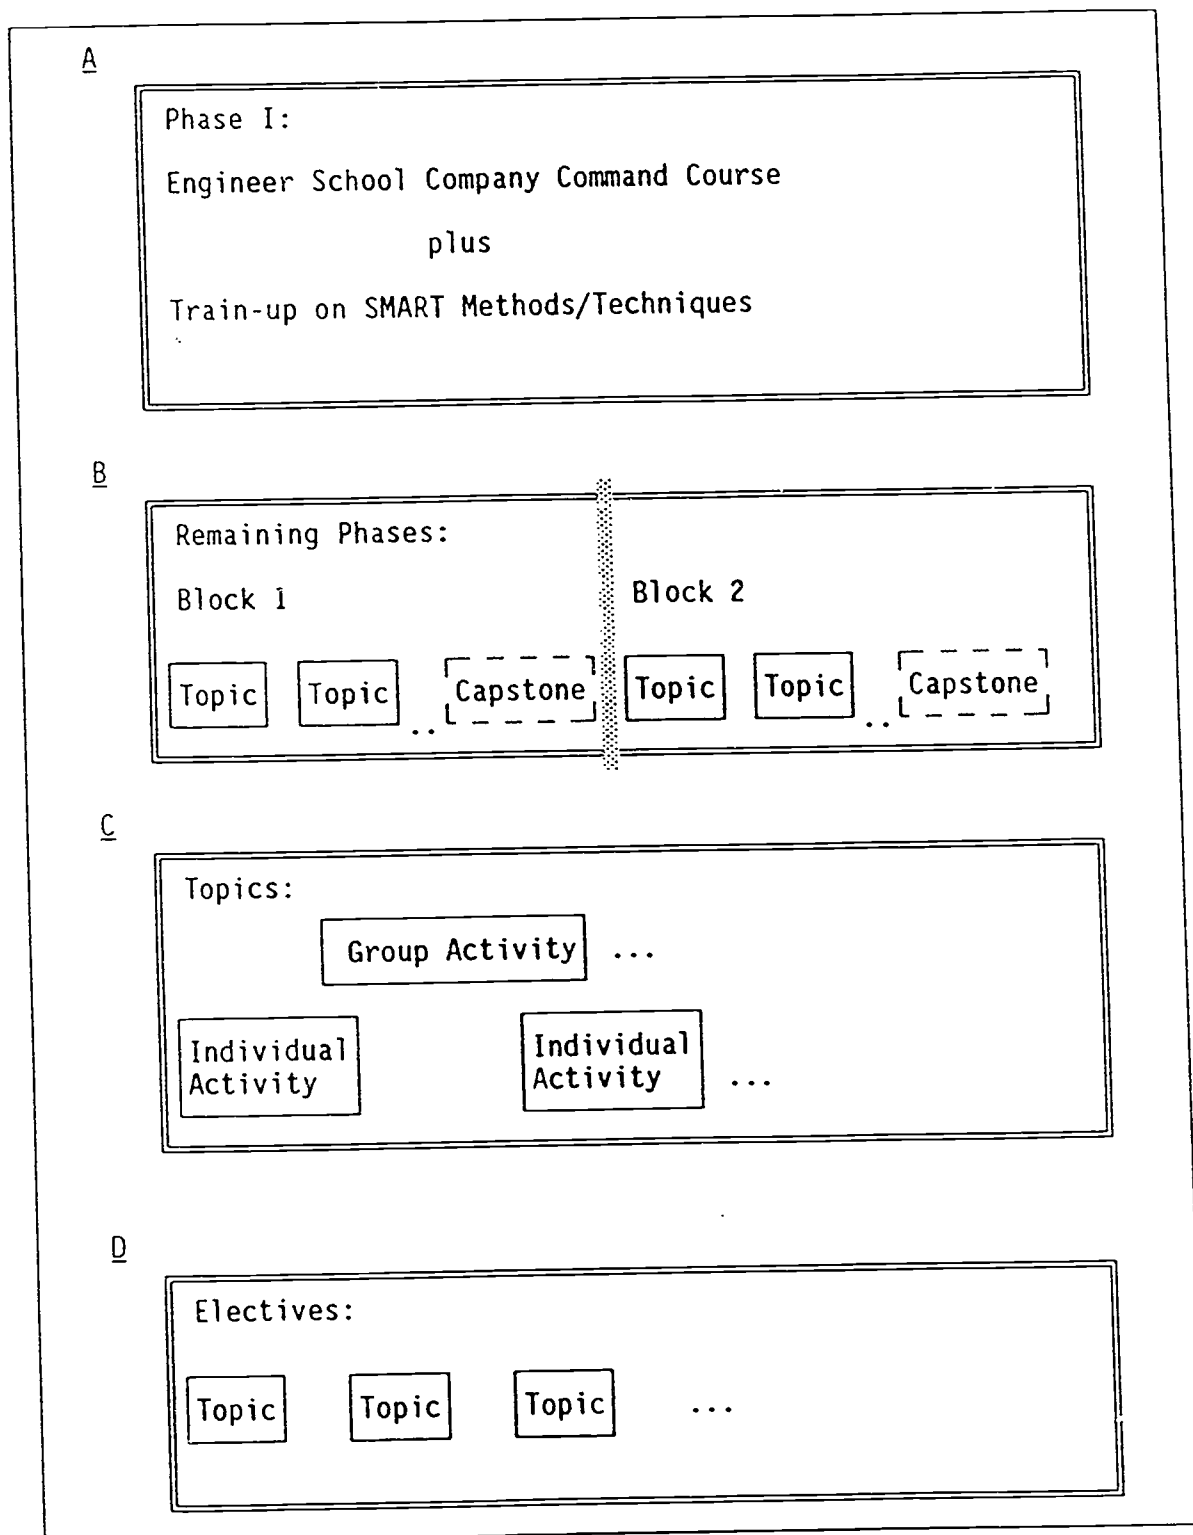 A
Phase I:
Engineer School Company Command Course
plus
Train-up on SMART Methods/Techniques
B
Remaining Phases:
Block 1 Block 2
Topic Topic .. Capstone Topic Topic .. Capstone
C
Topics:
Group Activity ...
Individual Individual
Activity Activity ...
D
Electives:
Topic Topic Topic ...